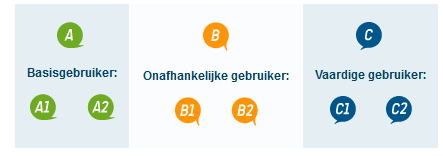 A
Basisgebruiker:
A1 A2
B
Onafhankelijke gebruiker:
B1 B2
C
Vaardige gebruiker:
C1 C2